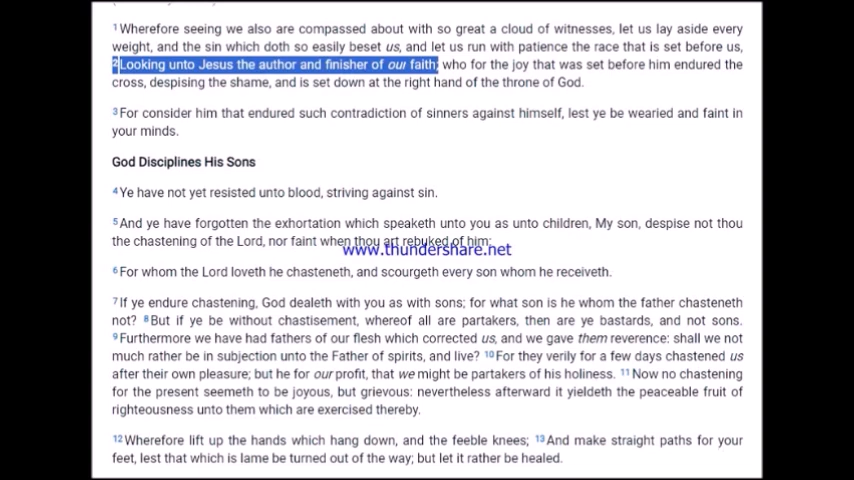 1Wherefore seeing we also are compassed about with so great a cloud of witnesses, let us lay aside every
weight, and the sin which doth so easily beset us, and let us run with patience the race that is set before us,
2Looking unto Jesus the author and finisher of our faith; who for the joy that was set before him endured the
cross, despising the shame, and is set down at the right hand of the throne of God.
3For consider him that endured such contradiction of sinners against himself, lest ye be wearied and faint in
your minds.
God Disciplines His Sons
4Ye have not yet resisted unto blood, striving against sin.
5And ye have forgotten the exhortation which speaketh unto you as unto children, My son, despise not thou
the chastening of the Lord, nor faint when thou art rebuked of him:
www.thundershare.net
6For whom the Lord loveth he chasteneth, and scourgeth every son whom he receiveth.
7If ye endure chastening, God dealeth with you as with sons; for what son is he whom the father chasteneth
not? 8But if ye be without chastisement, whereof all are partakers, then are ye bastards, and not sons.
9Furthermore we have had fathers of our flesh which corrected us, and we gave them reverence: shall we not
much rather be in subjection unto the Father of spirits, and live? 10For they verily for a few days chastened us
after their own pleasure; but he for our profit, that we might be partakers of his holiness. 11Now no chastening
for the present seemeth to be joyous, but grievous: nevertheless afterward it yieldeth the peaceable fruit of
righteousness unto them which are exercised thereby.
12Wherefore lift up the hands which hang down, and the feeble knees; 13And make straight paths for your
feet, lest that which is lame be turned out of the way; but let it rather be healed.